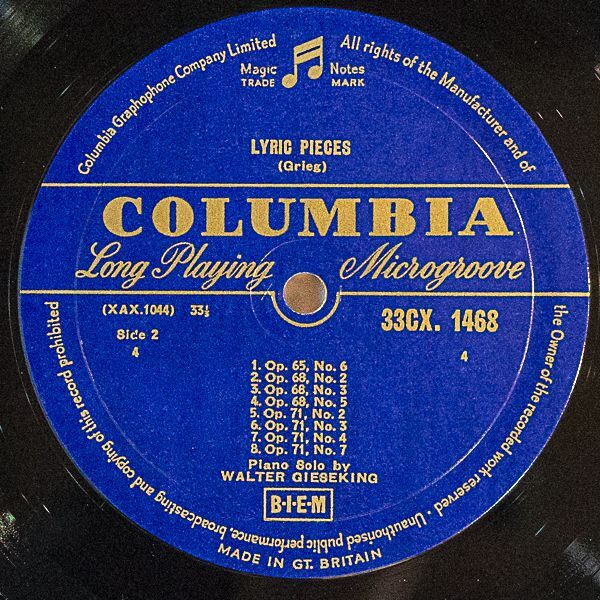 Columbia Graphophone Company Limited
All rights of the Manufacturer and of
the Owner of the recorded work reserved · Unauthorised public performance, broadcasting and copying of this record prohibited
Magic Notes
TRADE MARK
LYRIC PIECES
(Grieg)
COLUMBIA
Long Playing Microgroove
(XAX.1044) 33⅓
33CX. 1468
Side 2
4
4
1. Op. 65, No. 6
2. Op. 68, No. 2
3. Op. 68, No. 3
4. Op. 68, No. 5
5. Op. 71, No. 2
6. Op. 71, No. 3
7. Op. 71, No. 4
8. Op. 71, No. 7
Piano Solo by
WALTER GIESEKING
B·I·E·M
MADE IN GT. BRITAIN